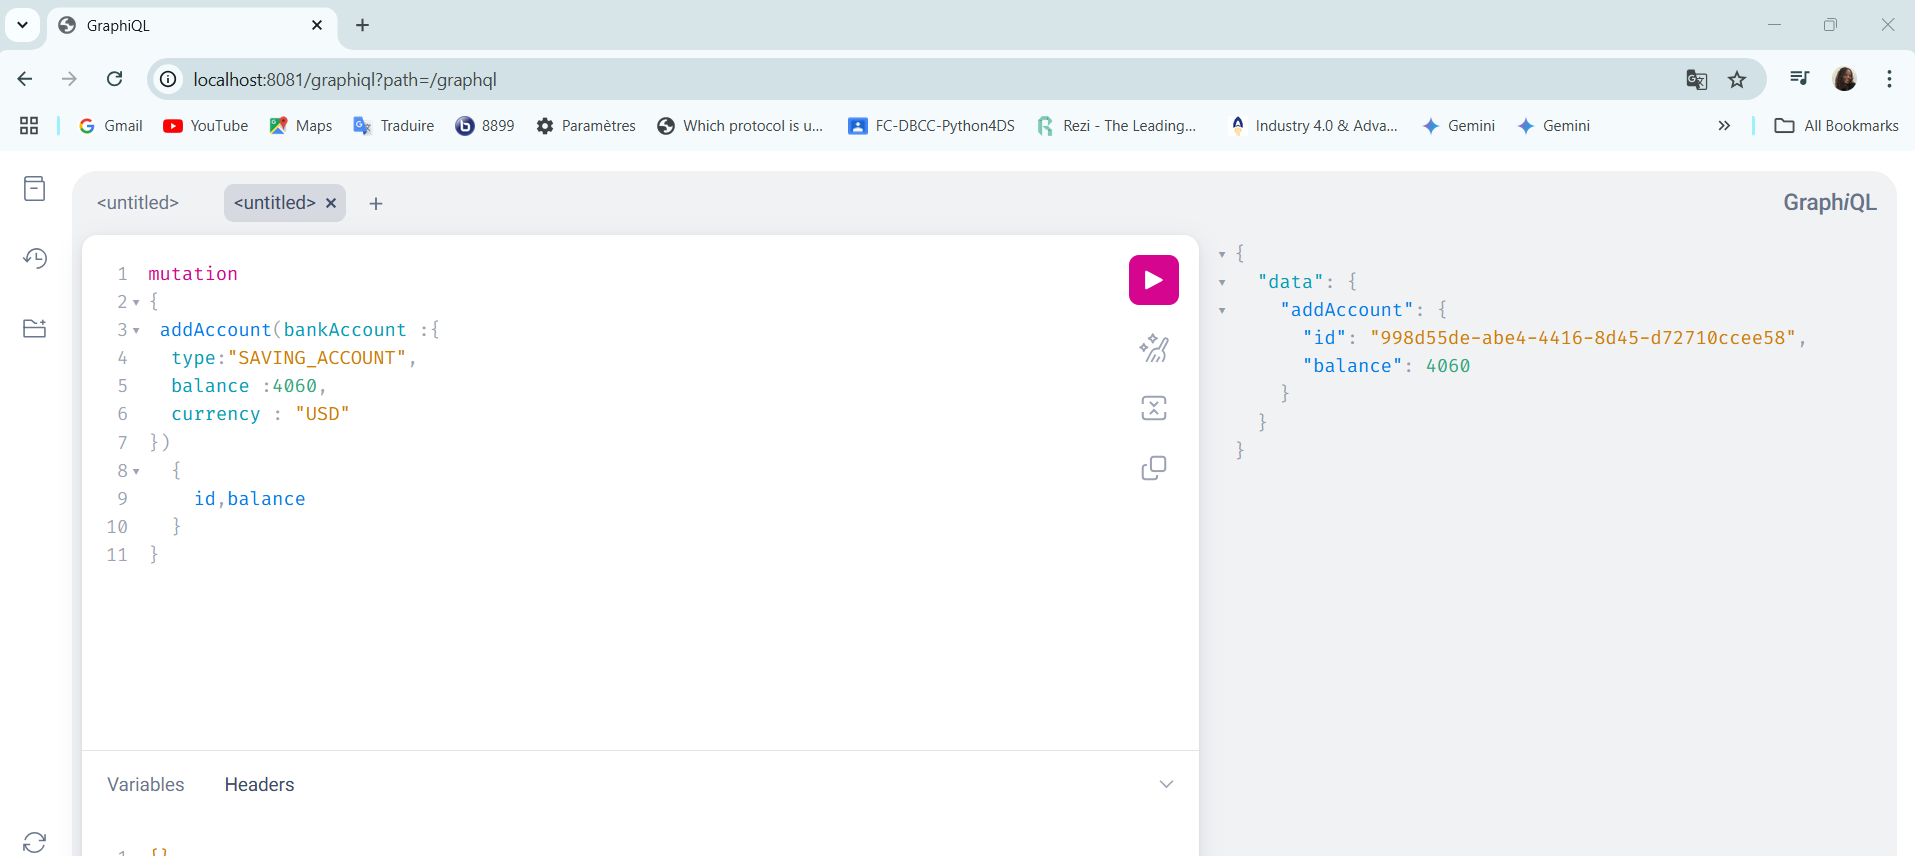 GraphiQL
localhost:8081/graphiql?path=/graphql
Gmail YouTube Maps Traduire 8899 Paramètres Which protocol is u... FC-DBCC-Python4DS Rezi - The Leading... Industry 4.0 & Adva... Gemini Gemini » All Bookmarks
<untitled> <untitled> GraphiQL
1 mutation
2 {
3 addAccount(bankAccount :{
4 type:"SAVING_ACCOUNT",
5 balance :4060,
6 currency : "USD"
7 })
8 {
9 id,balance
10 }
11 }
{
"data": {
"addAccount": {
"id": "998d55de-abe4-4416-8d45-d72710ccee58",
"balance": 4060
}
}
}
Variables Headers
1 {}